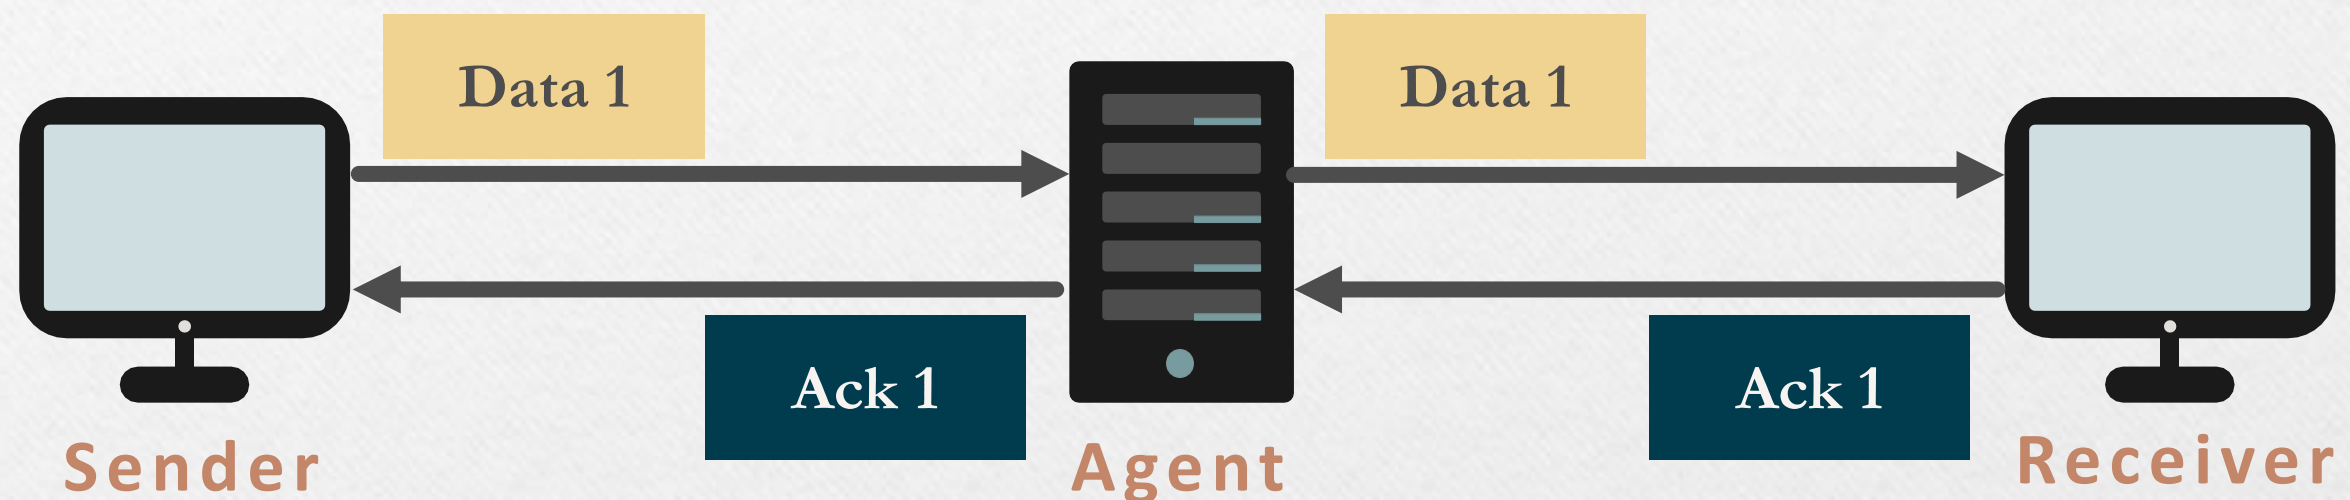 Data 1
Data 1
Ack 1
Ack 1
Sender
Agent
Receiver